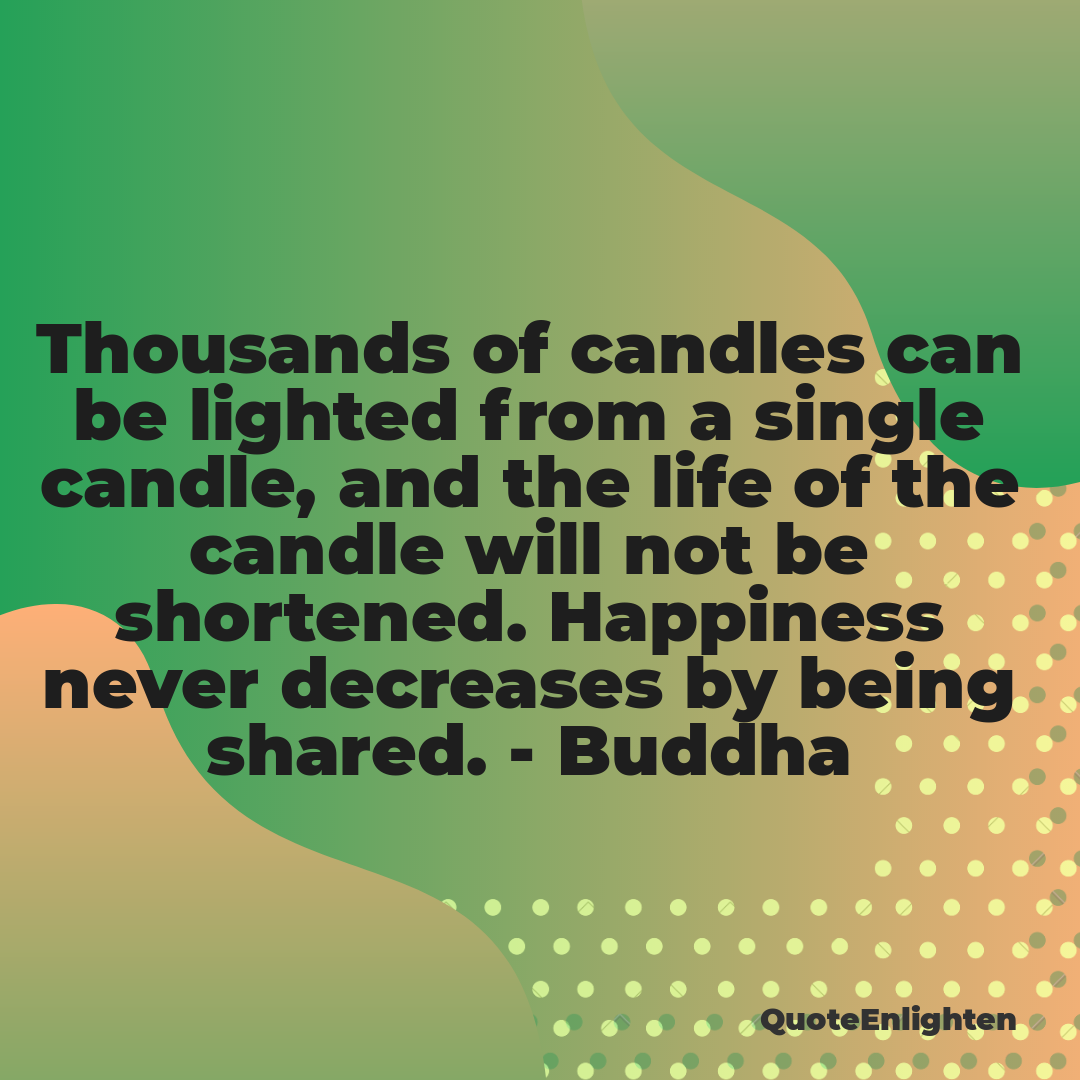 Thousands of candles can
be lighted from a single
candle, and the life of the
candle will not be
shortened. Happiness
never decreases by being
shared. - Buddha
QuoteEnlighten